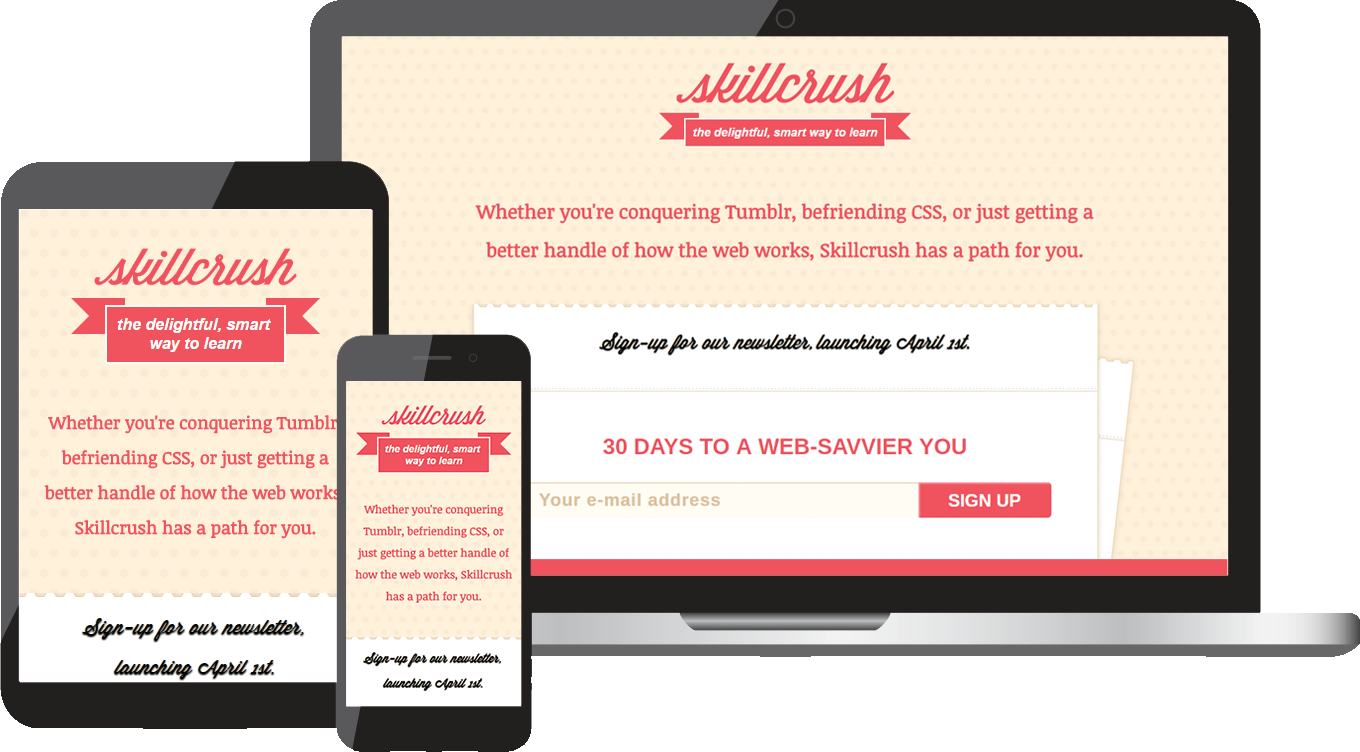 skillcrush
the delightful, smart way to learn
Whether you're conquering Tumblr, befriending CSS, or just getting a
better handle of how the web works, Skillcrush has a path for you.
Sign-up for our newsletter, launching April 1st.
30 DAYS TO A WEB-SAVVIER YOU
Your e-mail address
SIGN UP
skillcrush
the delightful, smart
way to learn
Whether you're conquering Tumblr
befriending CSS, or just getting a
better handle of how the web works
Skillcrush has a path for you.
Sign-up for our newsletter,
launching April 1st.
skillcrush
the delightful, smart
way to learn
Whether you're conquering
Tumblr, befriending CSS, or
just getting a better handle of
how the web works, Skillcrush
has a path for you.
Sign-up for our newsletter,
launching April 1st.